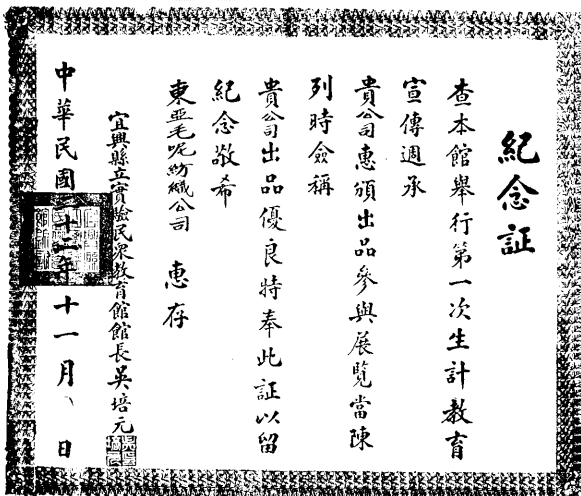 紀念証
查本館舉行第一次生計教育
宣傳週承
貴公司惠頒出品參與展覽當陳
列時僉稱
貴公司出品優良特奉此証以留
紀念敬希
東亞毛呢紡織公司 惠存
宜興縣立實驗民眾教育館館長吳培元
中華民國二十二年十一月 日